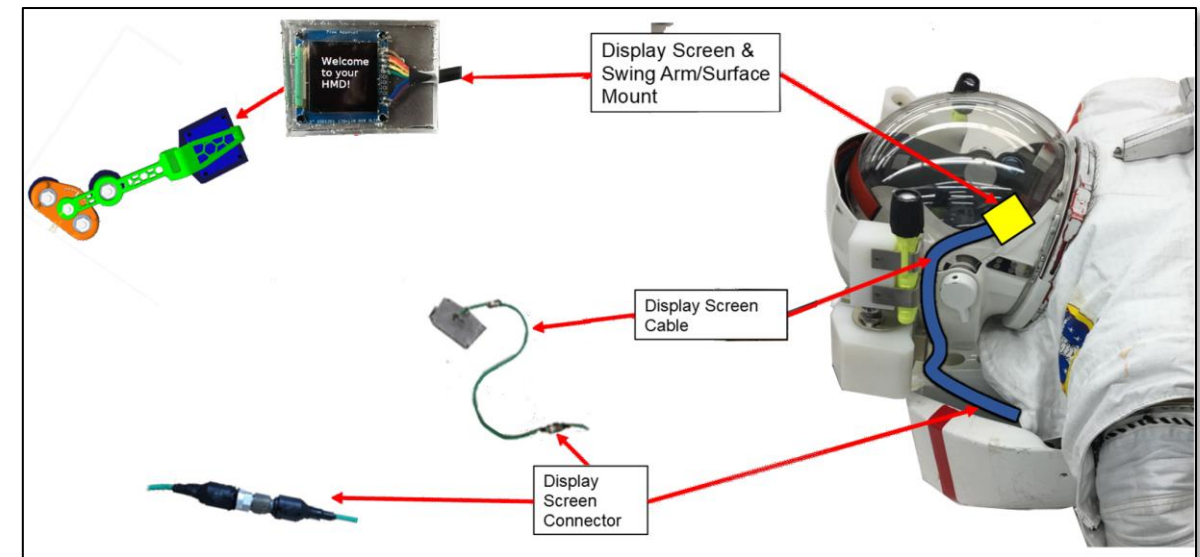 Welcome
to your
HMD!
Display Screen &
Swing Arm/Surface
Mount
Display Screen
Cable
Display
Screen
Connector